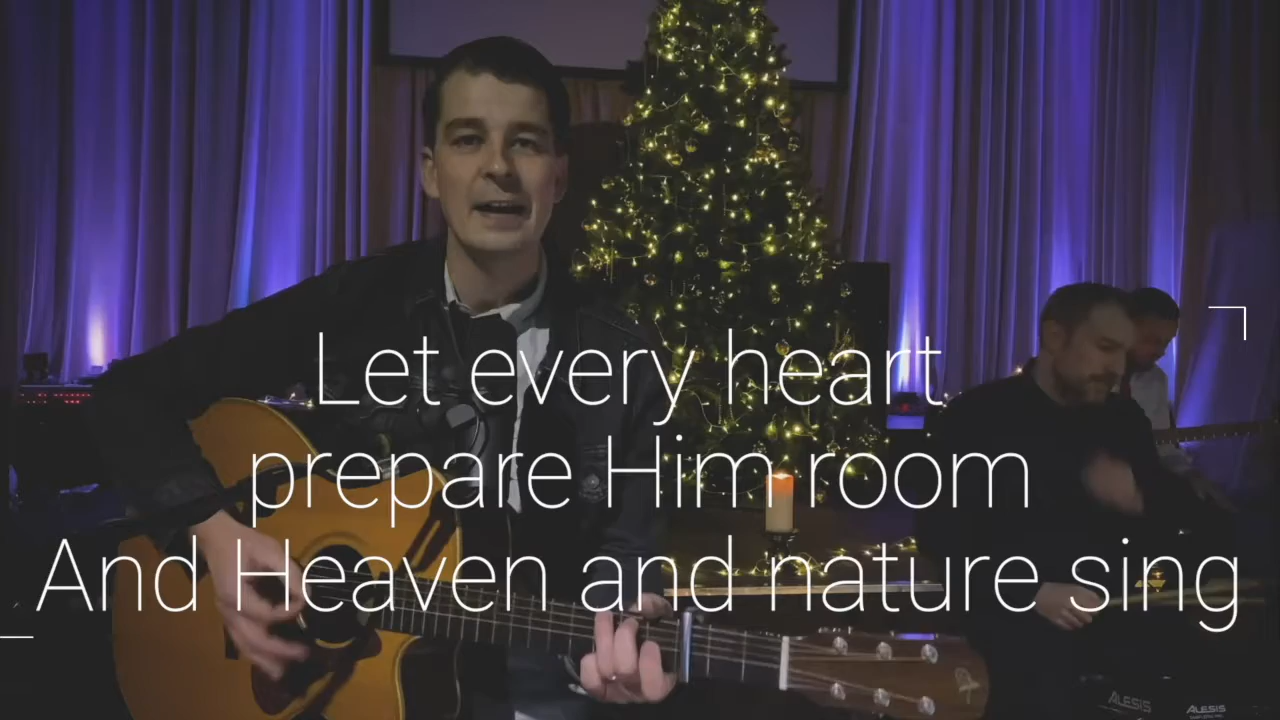 Let every heart
prepare Him room
And Heaven and nature sing
ALESIS
ALESIS